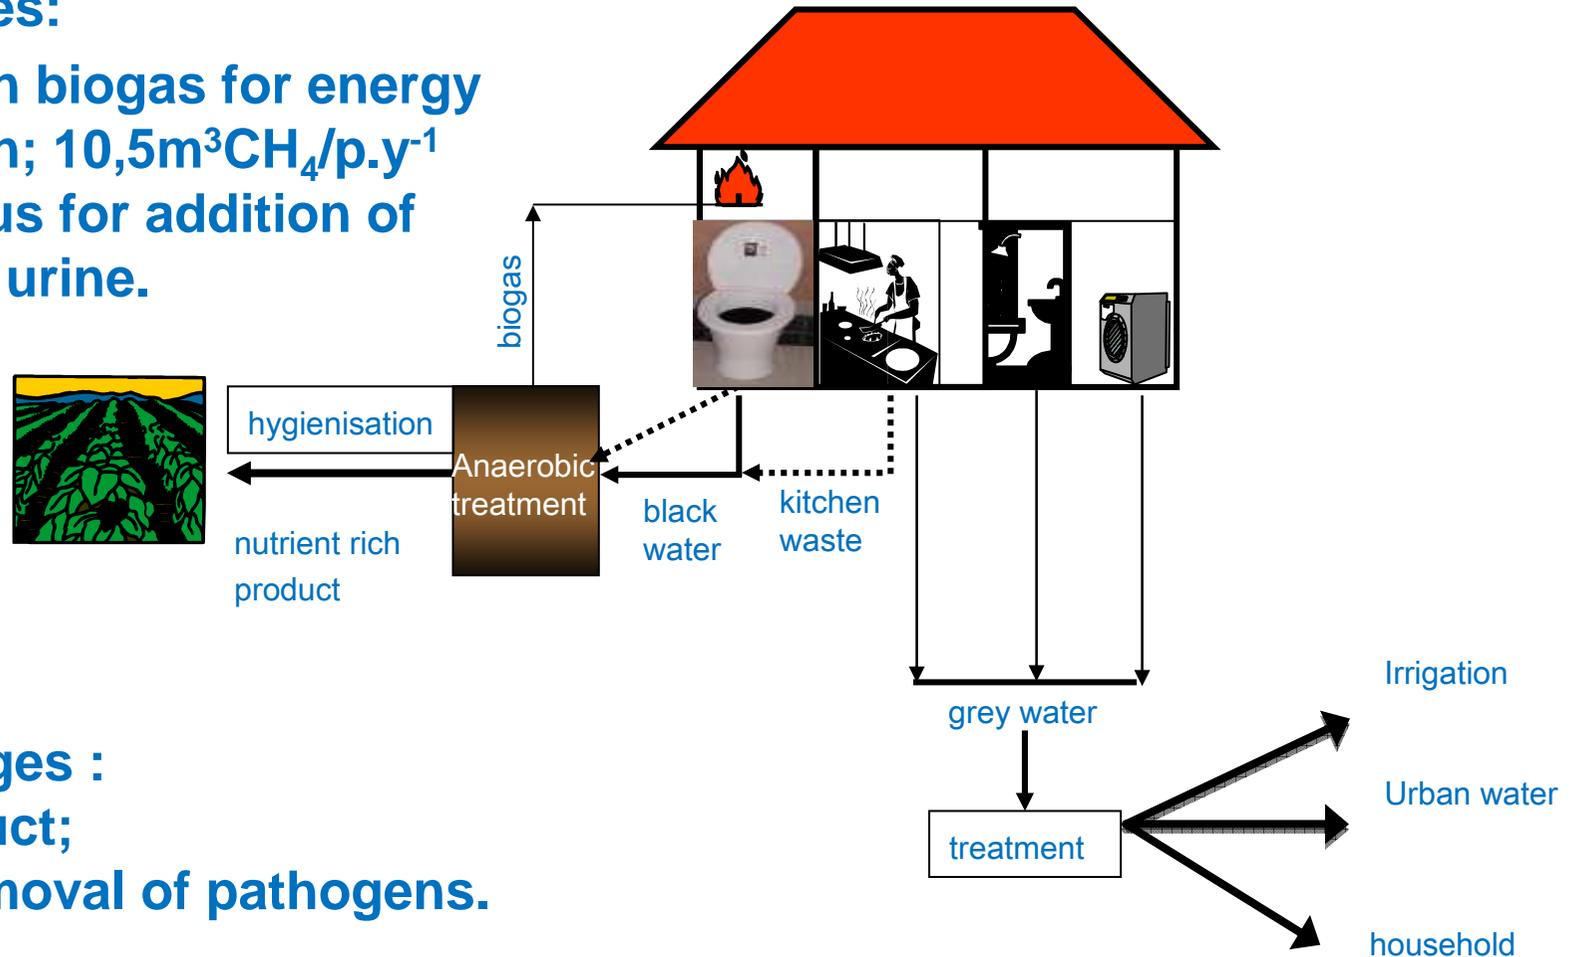 es:
n biogas for energy
n; 10,5m³CH₄/p.y⁻¹
us for addition of
urine.
biogas
hygienisation
Anaerobic
treatment
nutrient rich
product
black
water
kitchen
waste
grey water
treatment
Irrigation
Urban water
household
ges :
uct;
moval of pathogens.